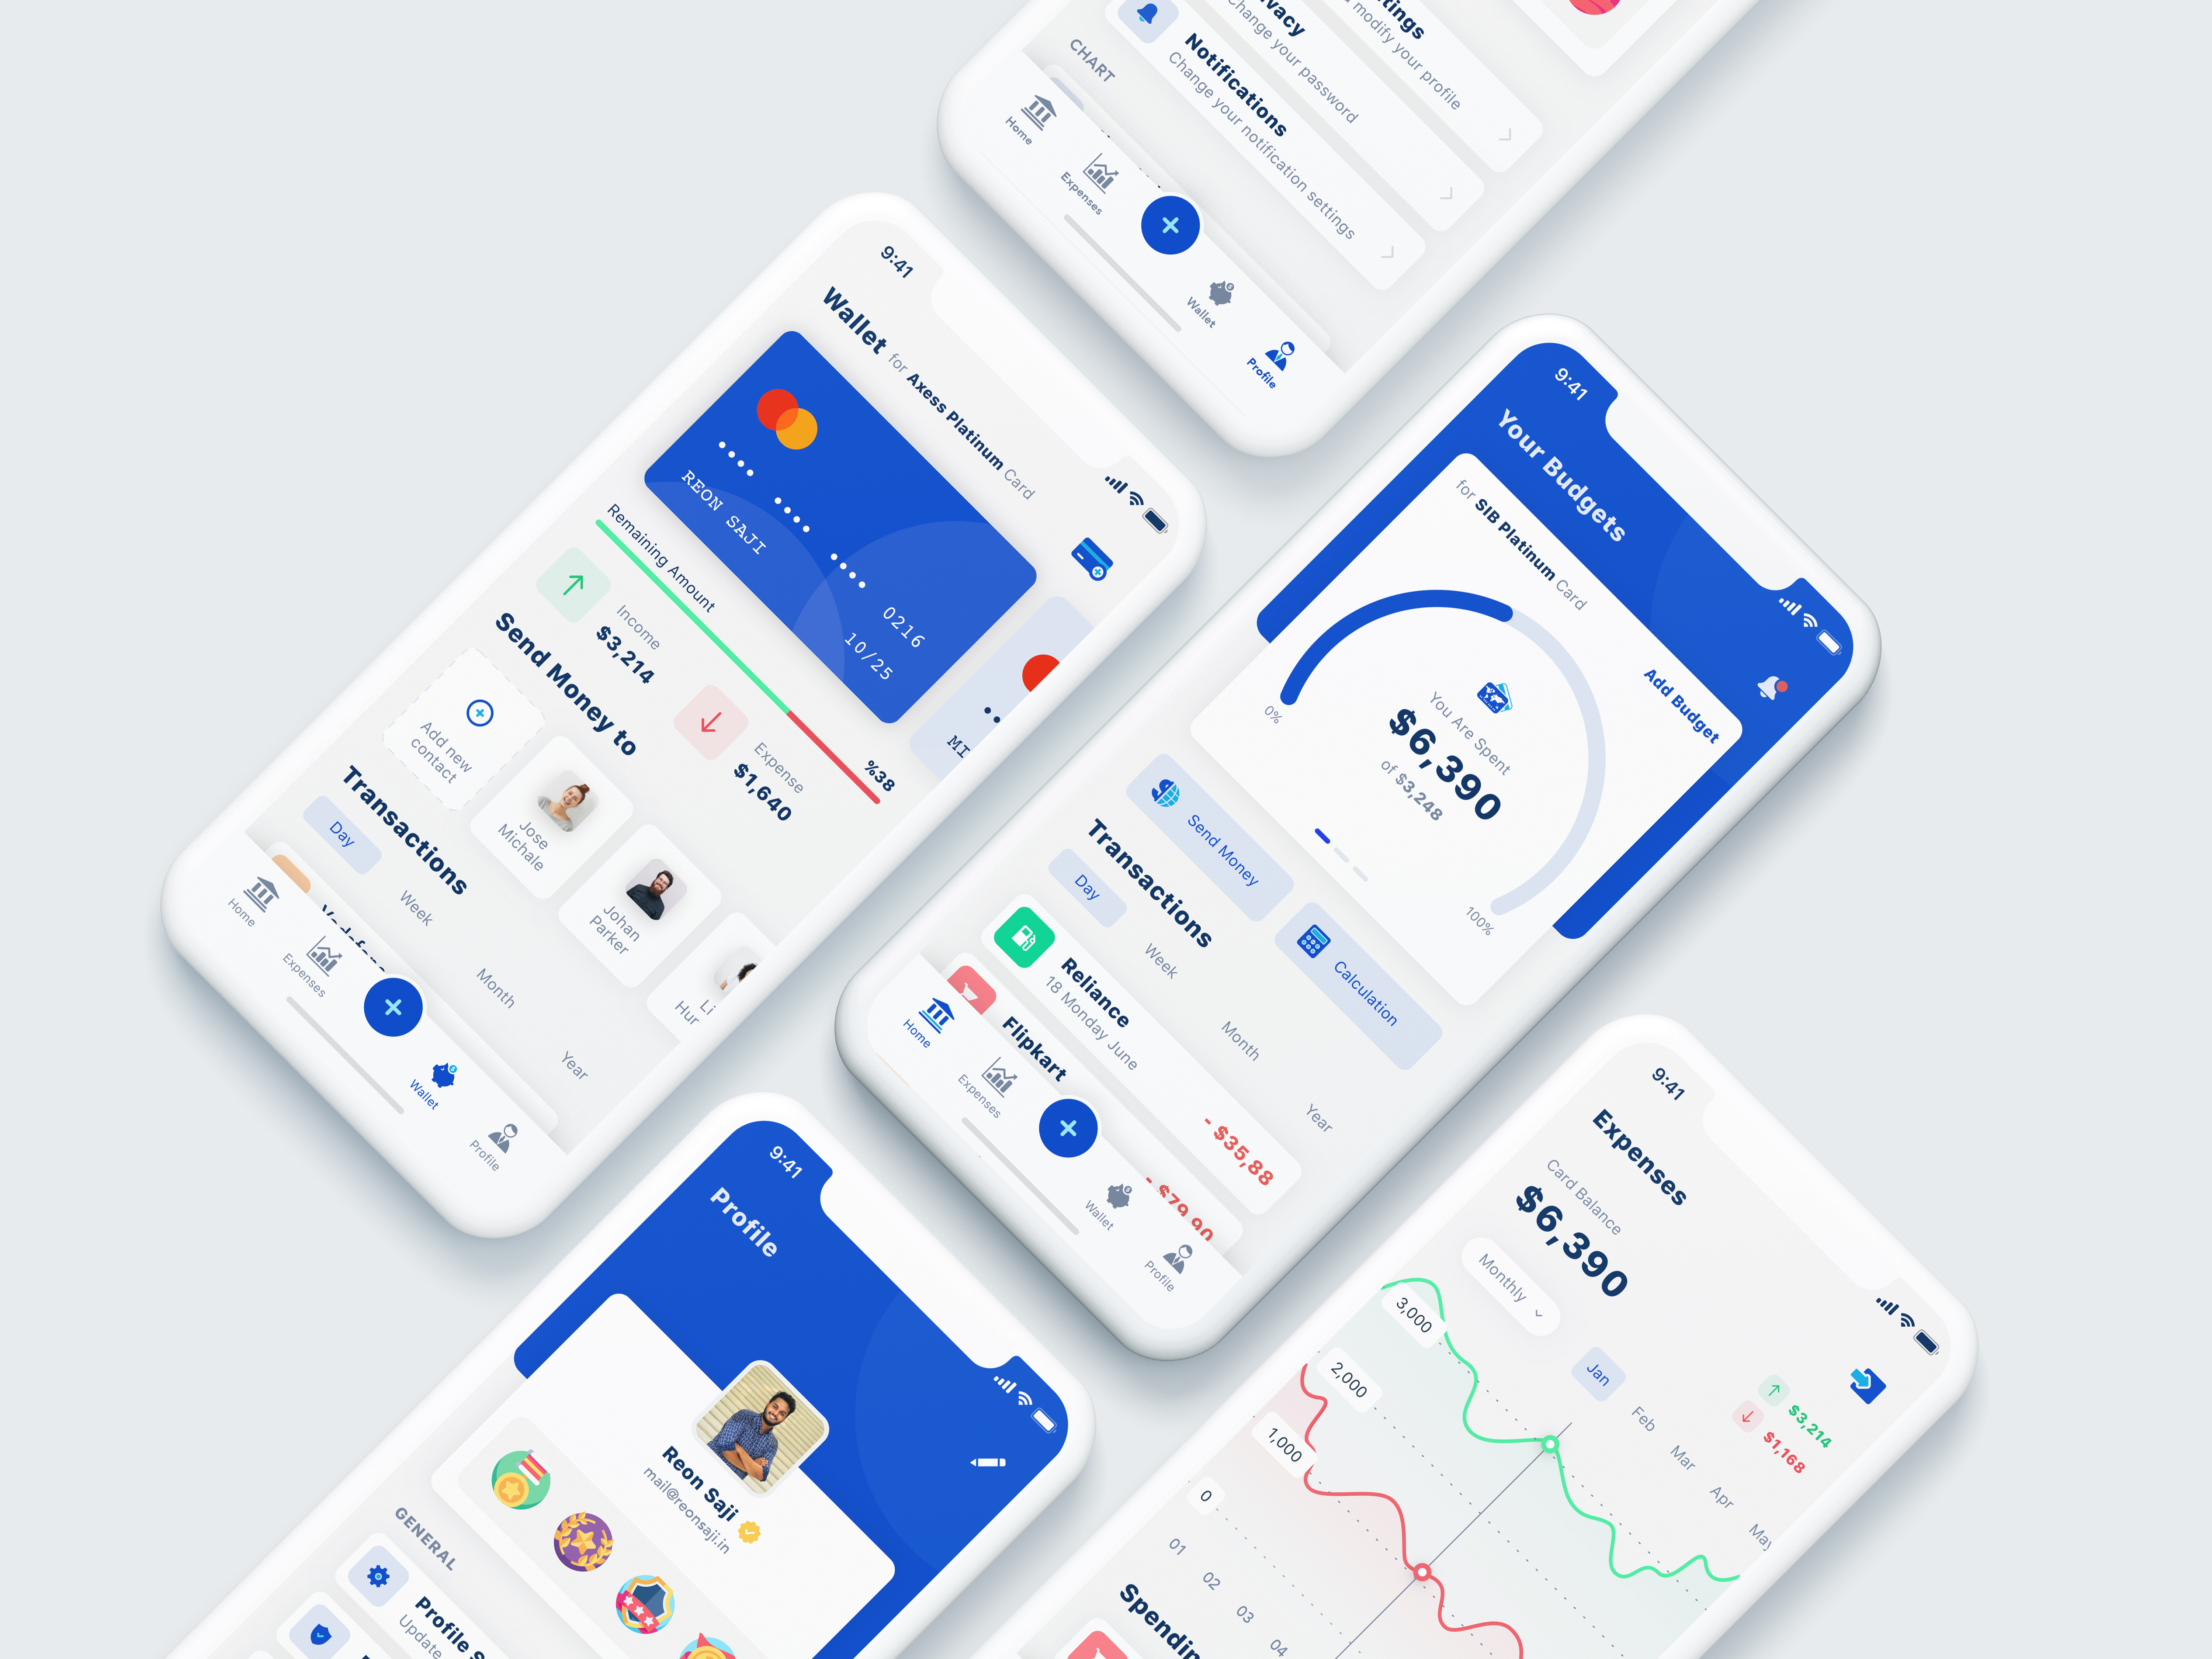 tings
modify your profile
vacy
Change your password
Notifications
Change your notification settings
CHART
Home
Expenses
Wallet
Profile
9:41
Wallet for Axess Platinum Card
REON SAJI
0216
10/25
MI
Remaining Amount
%38
Income
$3,214
Expense
$1,640
Send Money to
Add new
contact
Jose
Michale
Johan
Parker
Li
Hur
Transactions
Day
Week
Month
Year
Home
Expenses
Wallet
Profile
9:41
Your Budgets
for SIB Platinum Card
Add Budget
You Are Spent
$6,390
of $3,248
0%
100%
Send Money
Calculation
Transactions
Day
Week
Month
Year
Reliance
18 Monday June
- $35,88
Flipkart
- $79,90
Home
Expenses
Wallet
Profile
9:41
Profile
Reon Saji
mail@reonsaji.in
GENERAL
Profile S
Update
9:41
Expenses
Card Balance
$6,390
$3,214
$1,168
Monthly
Jan
Feb
Mar
Apr
May
3,000
2,000
1,000
0
01
02
03
04
Spendin